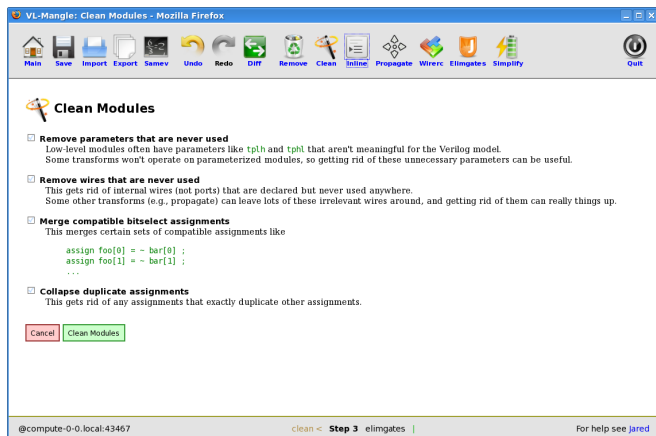 VL-Mangle: Clean Modules - Mozilla Firefox
Main Save Import Export Samev Undo Redo Diff Remove Clean Inline Propagate Wirerc Elimgates Simplify Quit
Clean Modules
Remove parameters that are never used
Low-level modules often have parameters like tplh and tphl that aren't meaningful for the Verilog model.
Some transforms won't operate on parameterized modules, so getting rid of these unnecessary parameters can be useful.
Remove wires that are never used
This gets rid of internal wires (not ports) that are declared but never used anywhere.
Some other transforms (e.g., propagate) can leave lots of these irrelevant wires around, and getting rid of them can really things up.
Merge compatible bitselect assignments
This merges certain sets of compatible assignments like
assign foo[0] = ~ bar[0] ;
assign foo[1] = ~ bar[1] ;
...
Collapse duplicate assignments
This gets rid of any assignments that exactly duplicate other assignments.
Cancel Clean Modules
@compute-0-0.local:43467 clean < Step 3 elimgates | For help see Jared